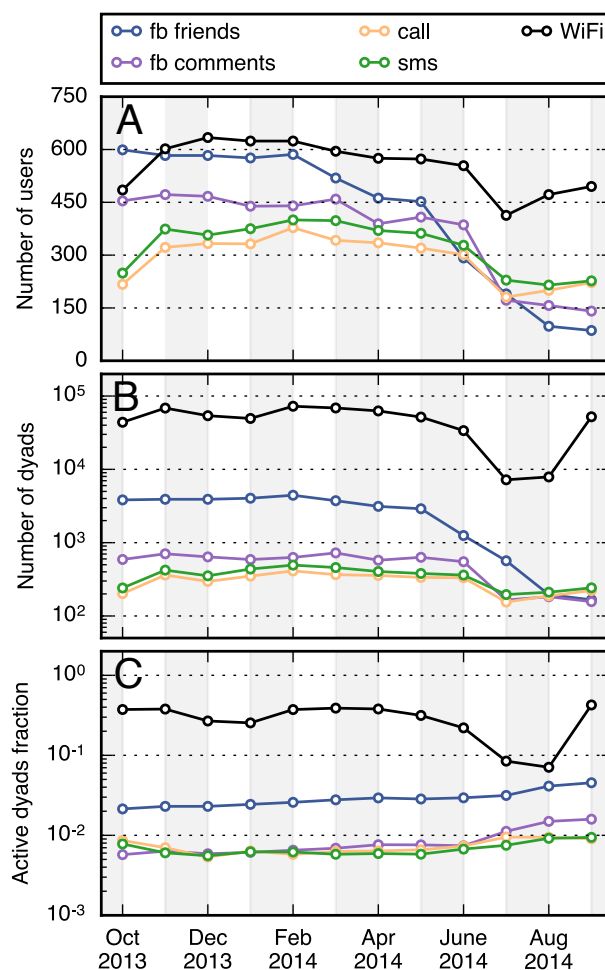 fb friends call WiFi
fb comments sms
A
Number of users
750
600
450
300
150
0
B
Number of dyads
10^5
10^4
10^3
10^2
C
Active dyads fraction
10^0
10^-1
10^-2
10^-3
Oct Dec Feb Apr June Aug
2013 2013 2014 2014 2014 2014